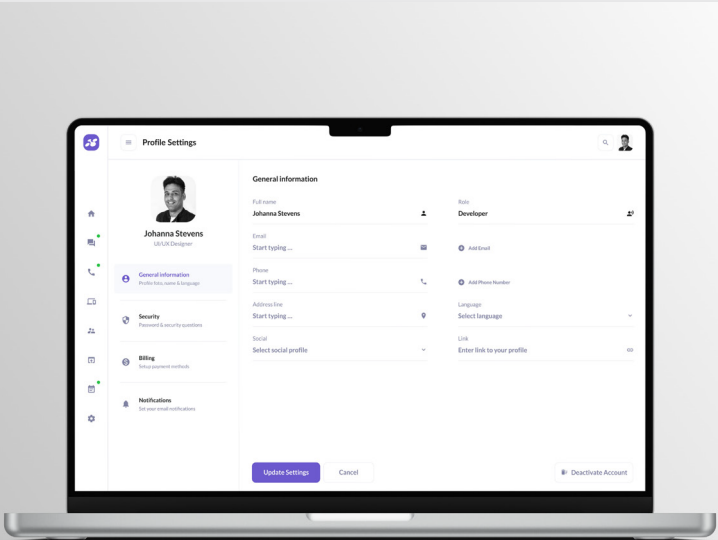 Profile Settings
Johanna Stevens
UI/UX Designer
General information
Profile foto, name & language
Security
Password & security questions
Billing
Setup payment methods
Notifications
Set your email notifications
General information
Full name
Johanna Stevens
Role
Developer
Email
Start typing ...
Add Email
Phone
Start typing ...
Add Phone Number
Address line
Start typing ...
Language
Select language
Social
Select social profile
Link
Enter link to your profile
Update Settings
Cancel
Deactivate Account